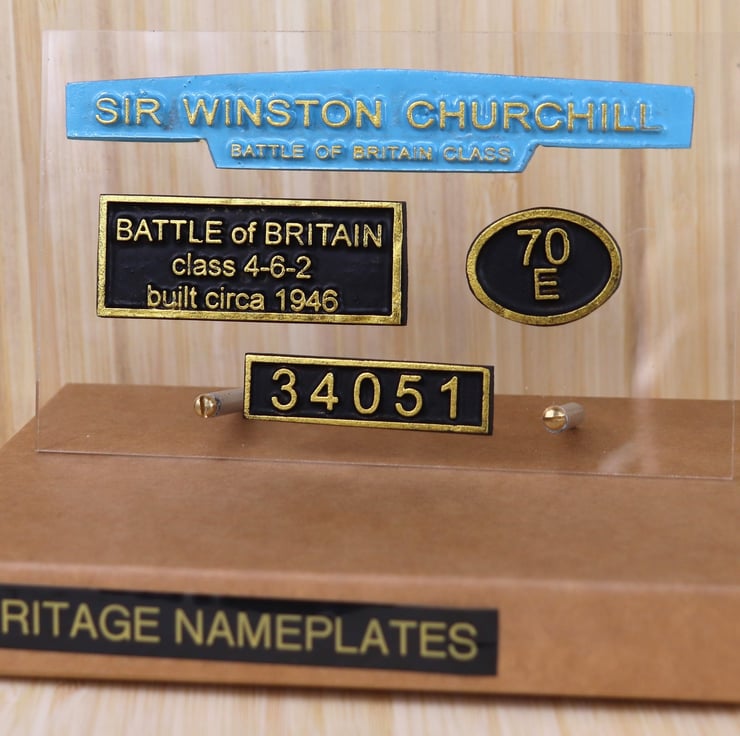 SIR WINSTON CHURCHILL
BATTLE OF BRITAIN CLASS
BATTLE of BRITAIN
class 4-6-2
built circa 1946
70
E
34051
RITAGE NAMEPLATES